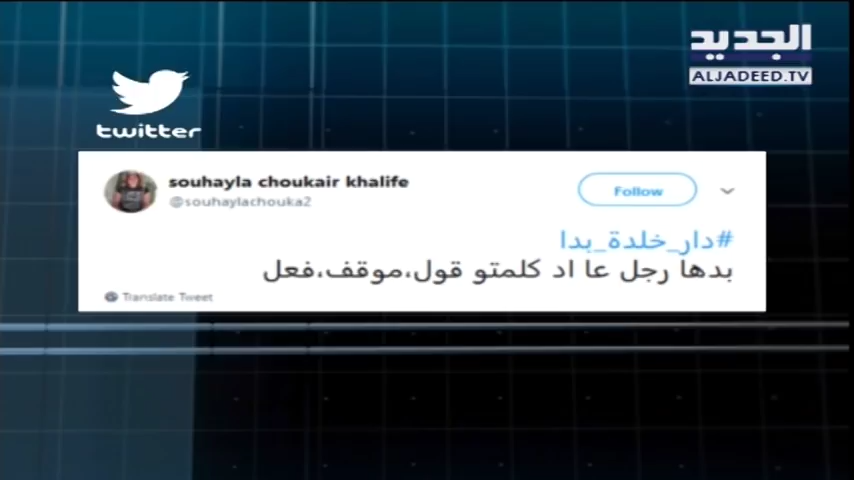 الجديد
ALJADEED.TV
twitter
souhayla choukair khalife
@souhaylachouka2
Follow
#دار_خلدة_بدا
بدها رجل عا اد كلمتو قول،موقف،فعل
Translate Tweet